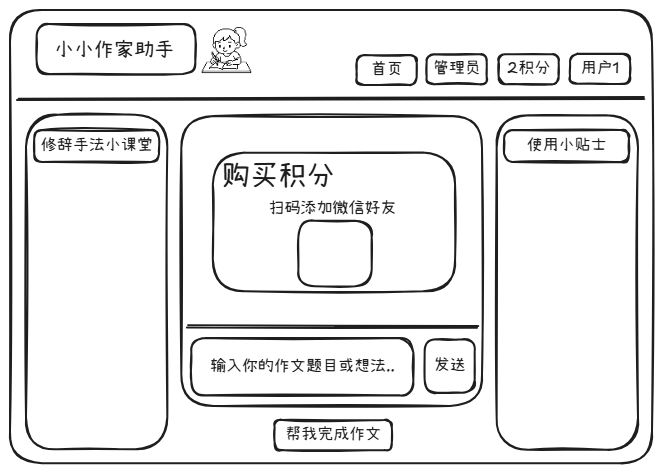 小小作家助手
首页
管理员
2积分
用户1
修辞手法小课堂
购买积分
扫码添加微信好友
输入你的作文题目或想法..
发送
帮我完成作文
使用小贴士